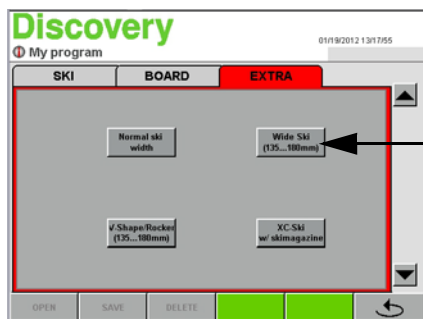 Discovery
01/19/2012 13/17/55
My program
SKI BOARD EXTRA
Normal ski
width
Wide Ski
(135...180mm)
V-Shape/Rocker
(135...180mm)
XC-Ski
w/ skimagazine
OPEN SAVE DELETE